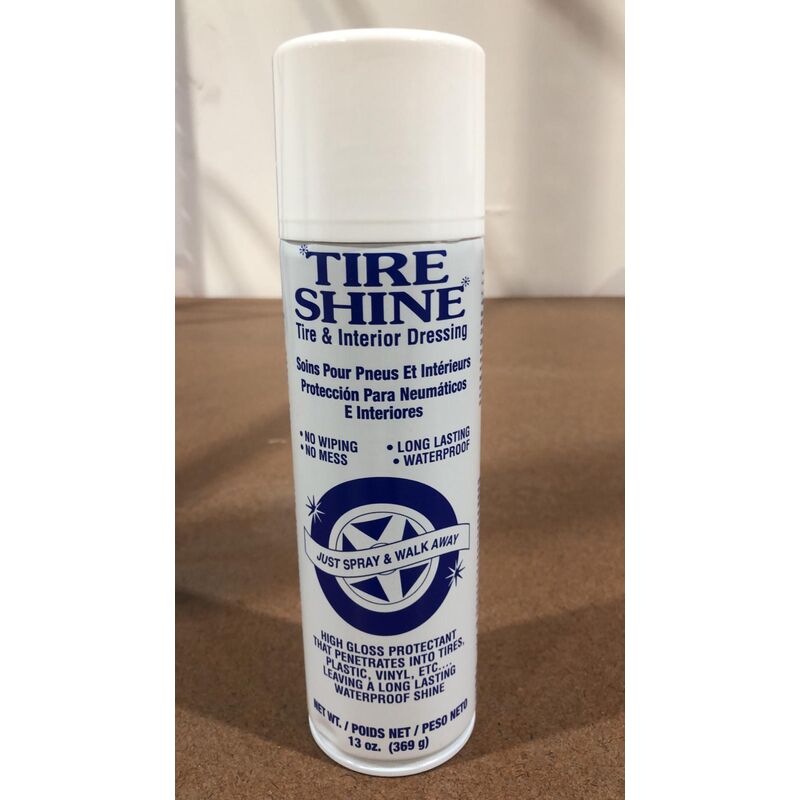 *TIRE
SHINE*
Tire & Interior Dressing
Soins Pour Pneus Et Intérieurs
Protección Para Neumáticos
E Interiores
• NO WIPING
• NO MESS
• LONG LASTING
• WATERPROOF
JUST SPRAY & WALK AWAY
HIGH GLOSS PROTECTANT
THAT PENETRATES INTO TIRES,
PLASTIC, VINYL, ETC....
LEAVING A LONG LASTING
WATERPROOF SHINE
NET WT. / POIDS NET / PESO NETO
13 oz. (369 g)